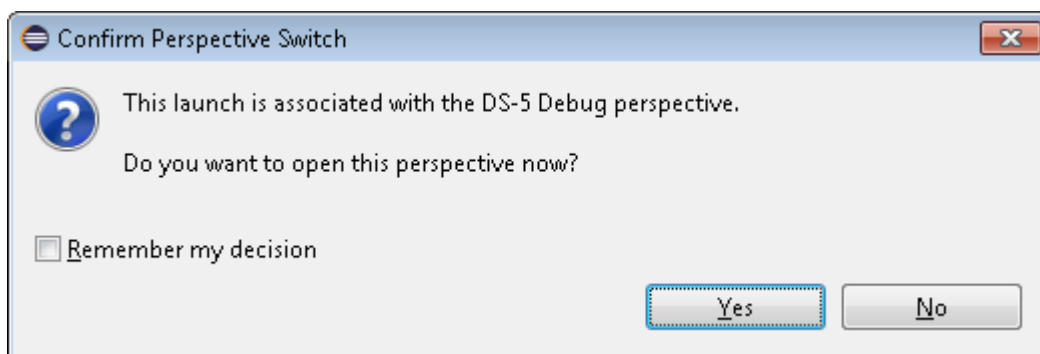 Confirm Perspective Switch
This launch is associated with the DS-5 Debug perspective.
Do you want to open this perspective now?
Remember my decision
Yes No